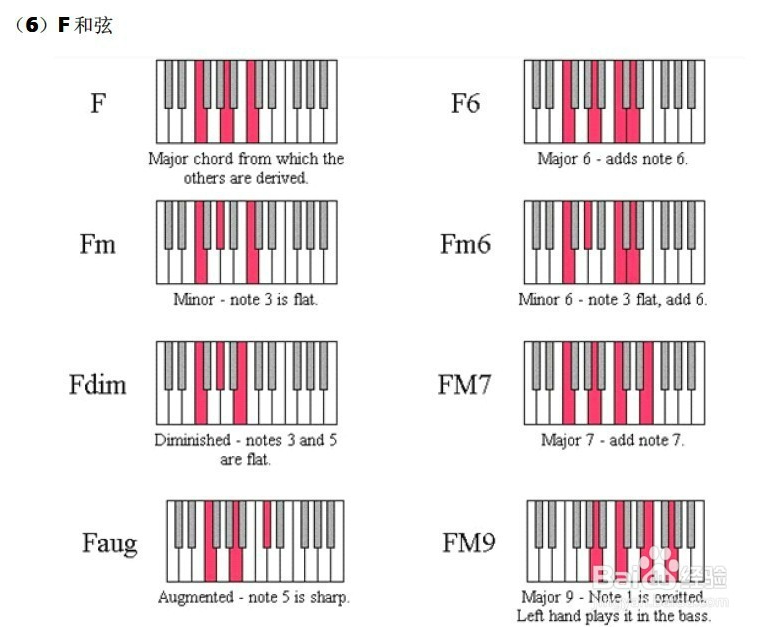 （6）F 和弦
F
Major chord from which the
others are derived.
F6
Major 6 - adds note 6.
Fm
Minor - note 3 is flat.
Fm6
Minor 6 - note 3 flat, add 6.
Fdim
Diminished - notes 3 and 5
are flat.
FM7
Major 7 - add note 7.
Faug
Augmented - note 5 is sharp.
FM9
Major 9 - Note 1 is omitted.
Left hand plays it in the bass.
Baidu 经验